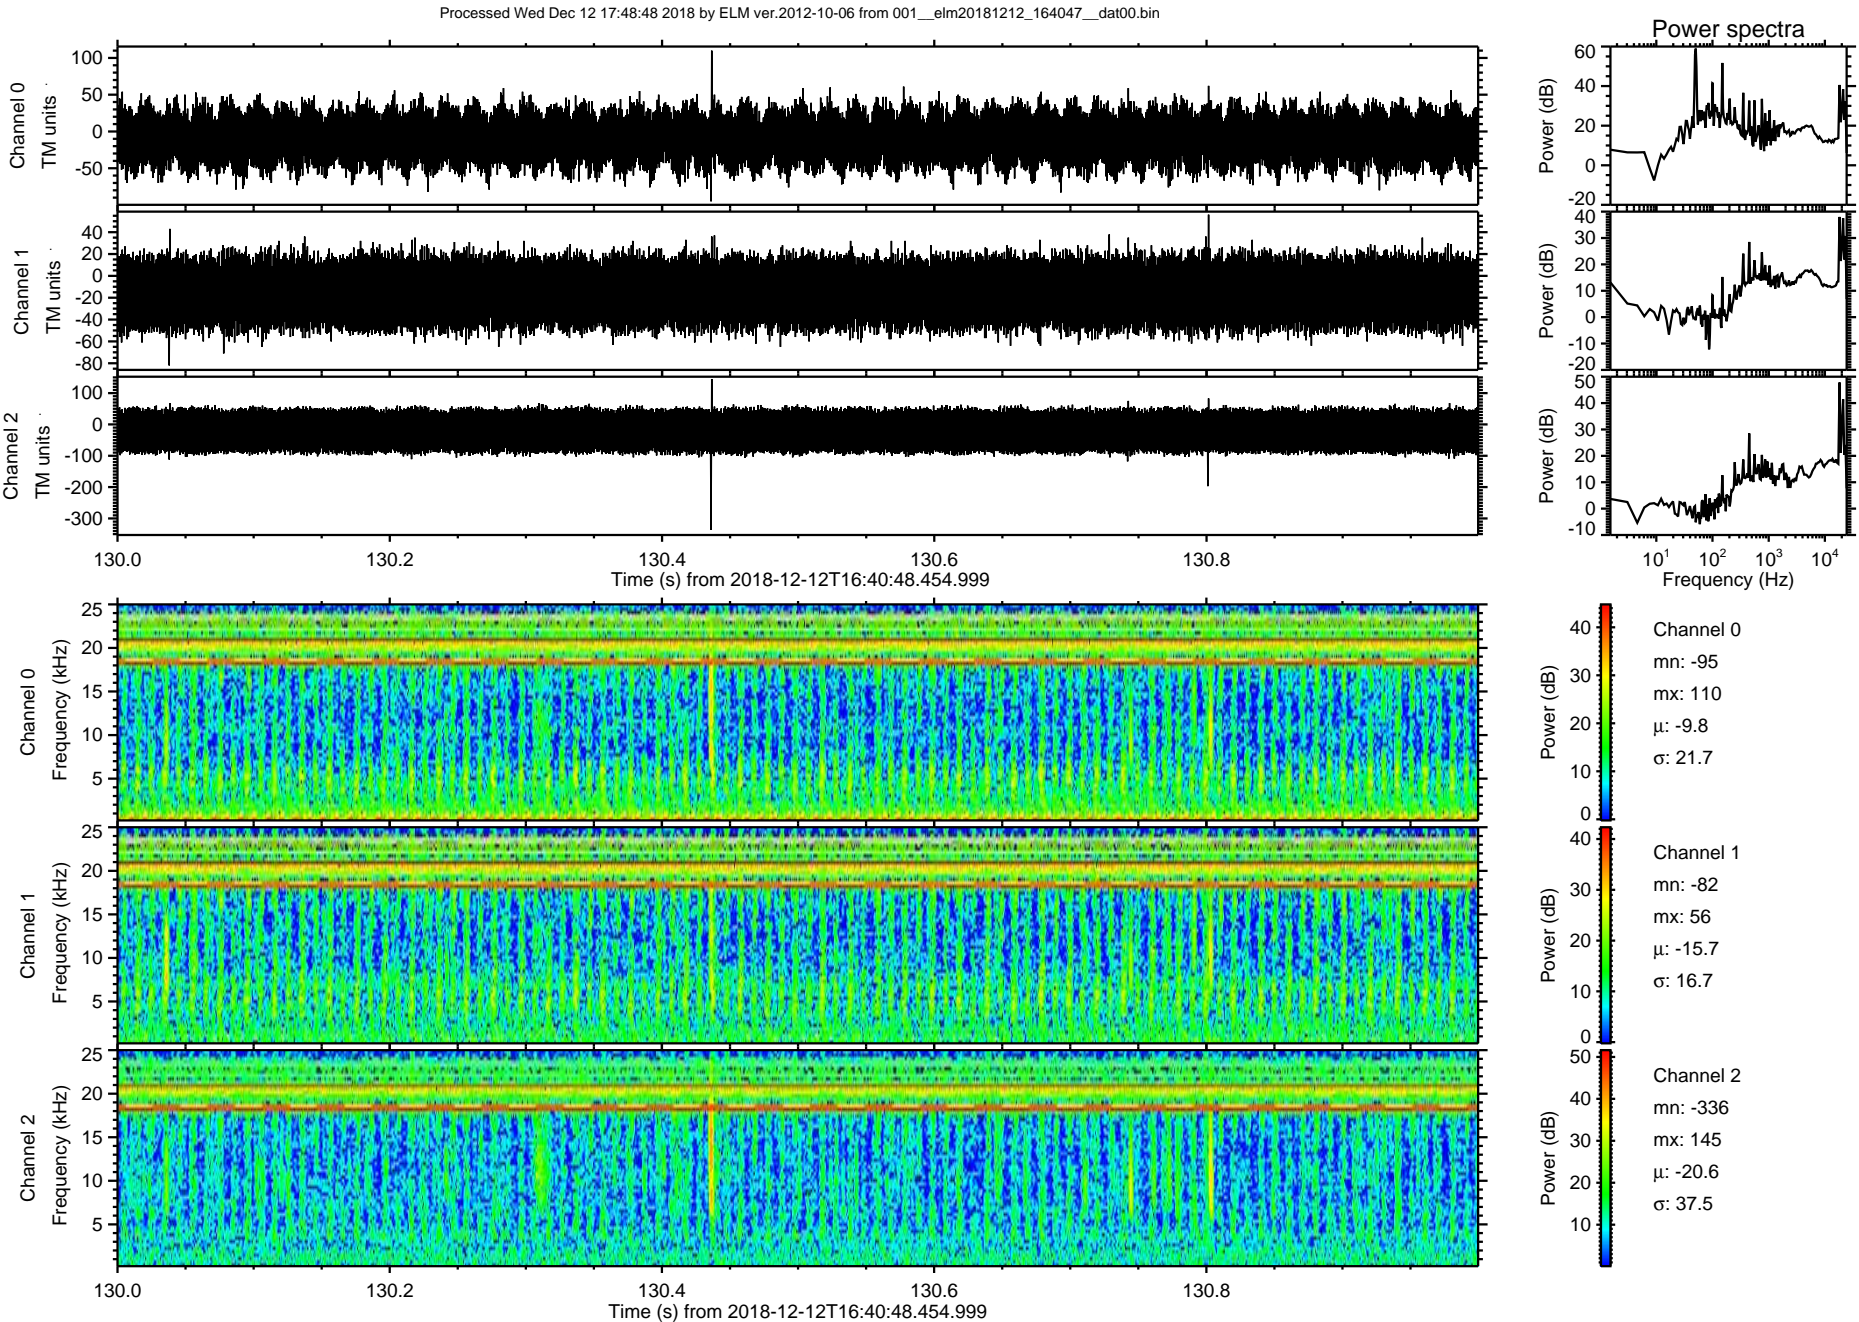 Processed Wed Dec 12 17:48:48 2018 by ELM ver.2012-10-06 from 001__elm20181212_164047__dat00.bin
Power spectra
Channel 0
TM units
100
50
0
-50
Power (dB)
60
40
20
0
-20
Channel 1
TM units
40
20
0
-20
-40
-60
-80
Power (dB)
40
30
20
10
0
-10
-20
Channel 2
TM units
100
0
-100
-200
-300
Power (dB)
50
40
30
20
10
0
-10
130.0 130.2 130.4 130.6 130.8
Time (s) from 2018-12-12T16:40:48.454.999
10^1 10^2 10^3 10^4
Frequency (Hz)
Channel 0
Frequency (kHz)
25
20
15
10
5
Power (dB)
40
30
20
10
0
Channel 0
mn: -95
mx: 110
μ: -9.8
σ: 21.7
Channel 1
Frequency (kHz)
25
20
15
10
5
Power (dB)
40
30
20
10
0
Channel 1
mn: -82
mx: 56
μ: -15.7
σ: 16.7
Channel 2
Frequency (kHz)
25
20
15
10
5
Power (dB)
50
40
30
20
10
Channel 2
mn: -336
mx: 145
μ: -20.6
σ: 37.5
130.0 130.2 130.4 130.6 130.8
Time (s) from 2018-12-12T16:40:48.454.999